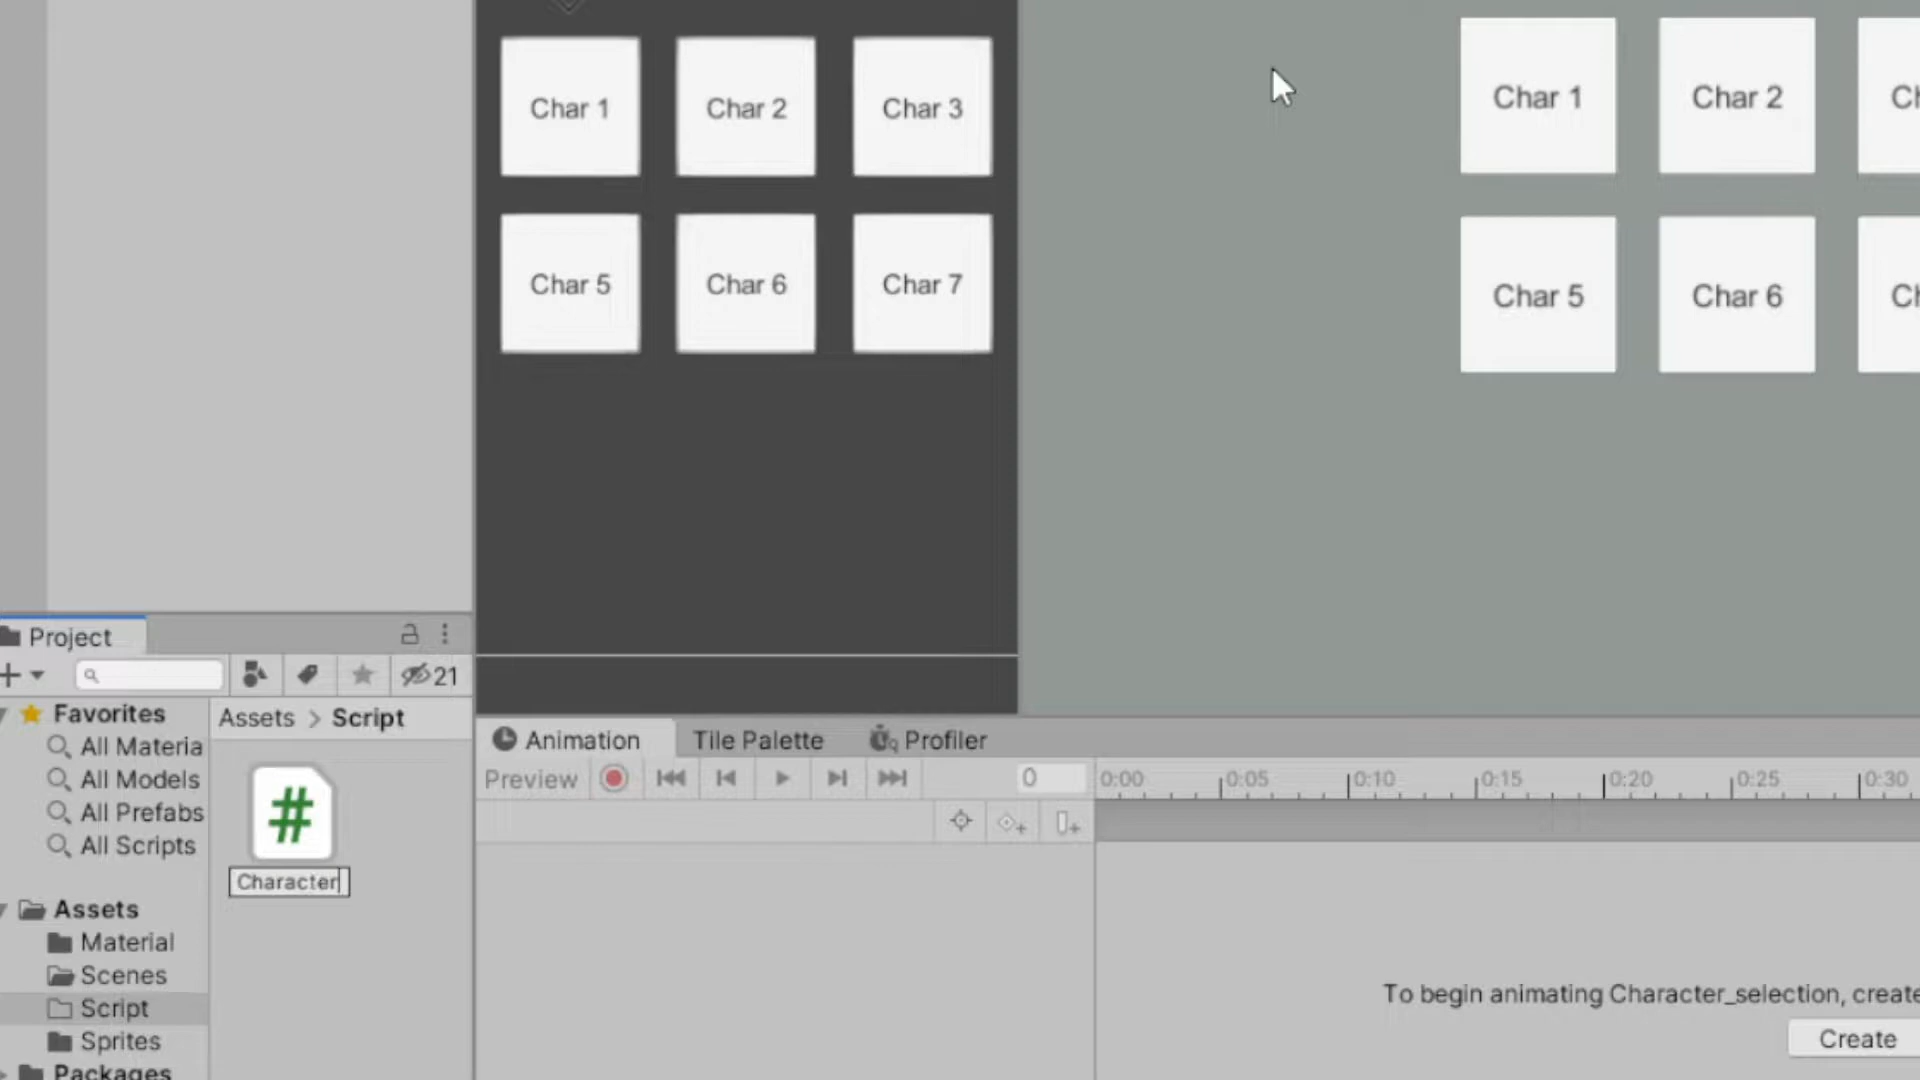 Char 1
Char 2
Char 3
Char 5
Char 6
Char 7
Char 1
Char 2
Ch
Char 5
Char 6
Ch
Project
21
Favorites
All Materia
All Models
All Prefabs
All Scripts
Assets
Material
Scenes
Script
Sprites
Packages
Assets > Script
#
Character
Animation
Tile Palette
Profiler
Preview
0
0:00
0:05
0:10
0:15
0:20
0:25
0:30
To begin animating Character_selection, create
Create